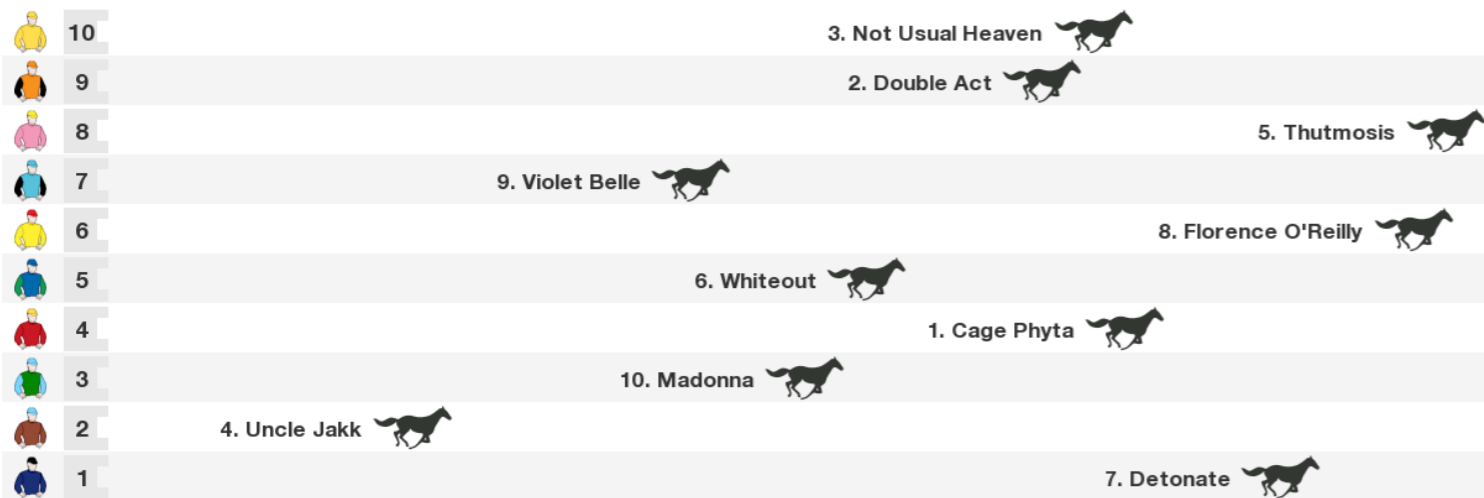 10 3. Not Usual Heaven
9 2. Double Act
8 5. Thutmosis
7 9. Violet Belle
6 8. Florence O'Reilly
5 6. Whiteout
4 1. Cage Phyta
3 10. Madonna
2 4. Uncle Jakk
1 7. Detonate